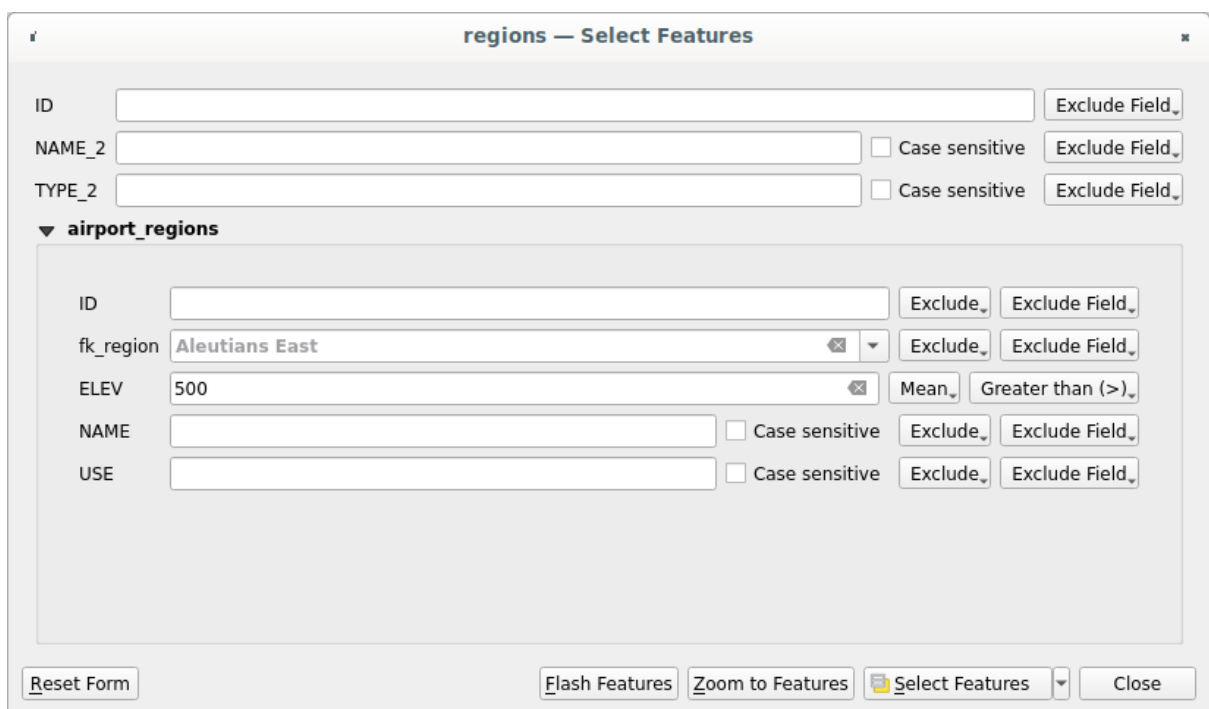 regions — Select Features
ID Exclude Field
NAME_2 Case sensitive Exclude Field
TYPE_2 Case sensitive Exclude Field
airport_regions
ID Exclude Exclude Field
fk_region Aleutians East Exclude Exclude Field
ELEV 500 Mean Greater than (>)
NAME Case sensitive Exclude Exclude Field
USE Case sensitive Exclude Exclude Field
Reset Form Flash Features Zoom to Features Select Features Close